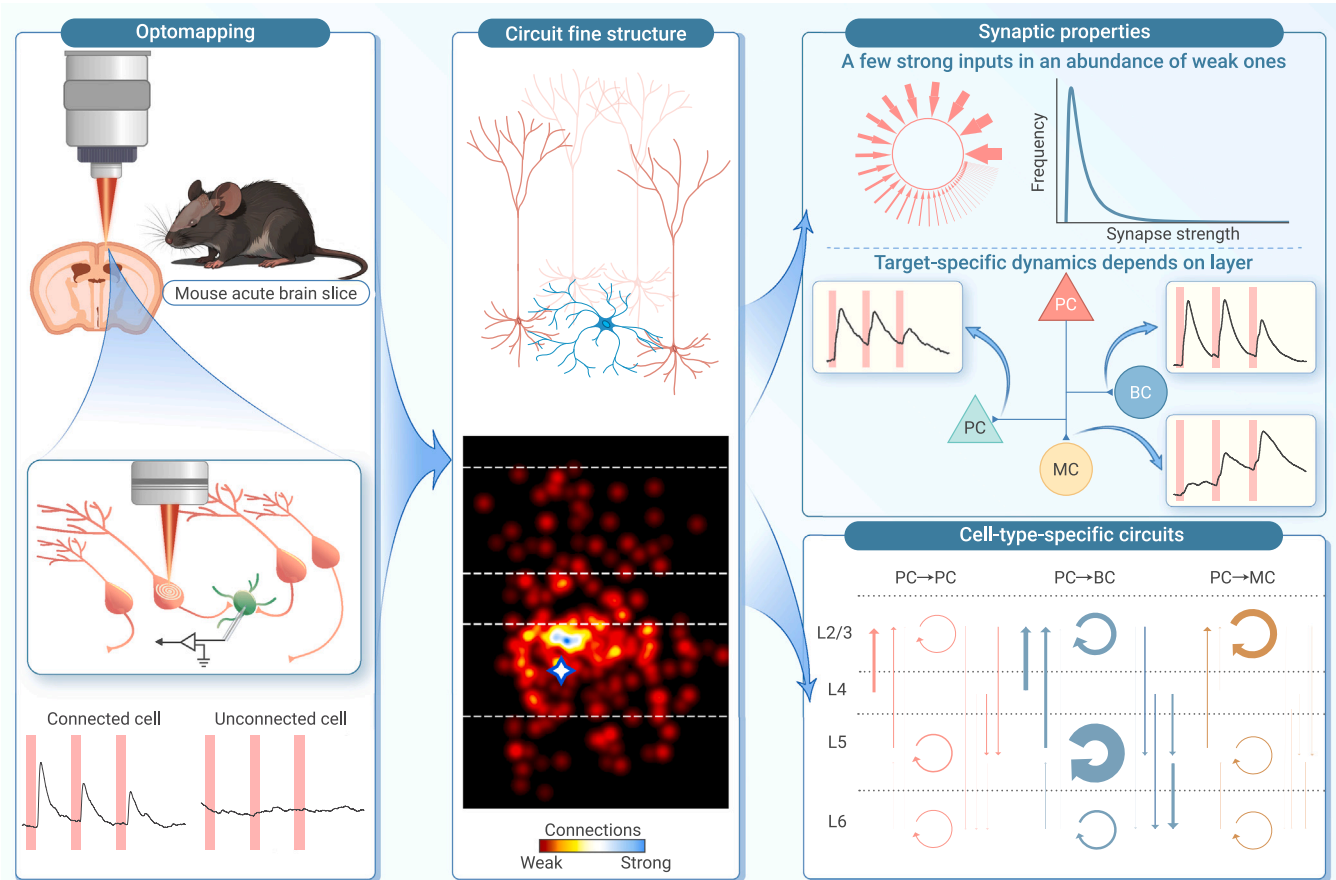 Optomapping
Mouse acute brain slice
Connected cell
Unconnected cell
Circuit fine structure
Connections
Weak
Strong
Synaptic properties
A few strong inputs in an abundance of weak ones
Frequency
Synapse strength
Target-specific dynamics depends on layer
PC
BC
PC
MC
Cell-type-specific circuits
PC→PC
PC→BC
PC→MC
L2/3
L4
L5
L6